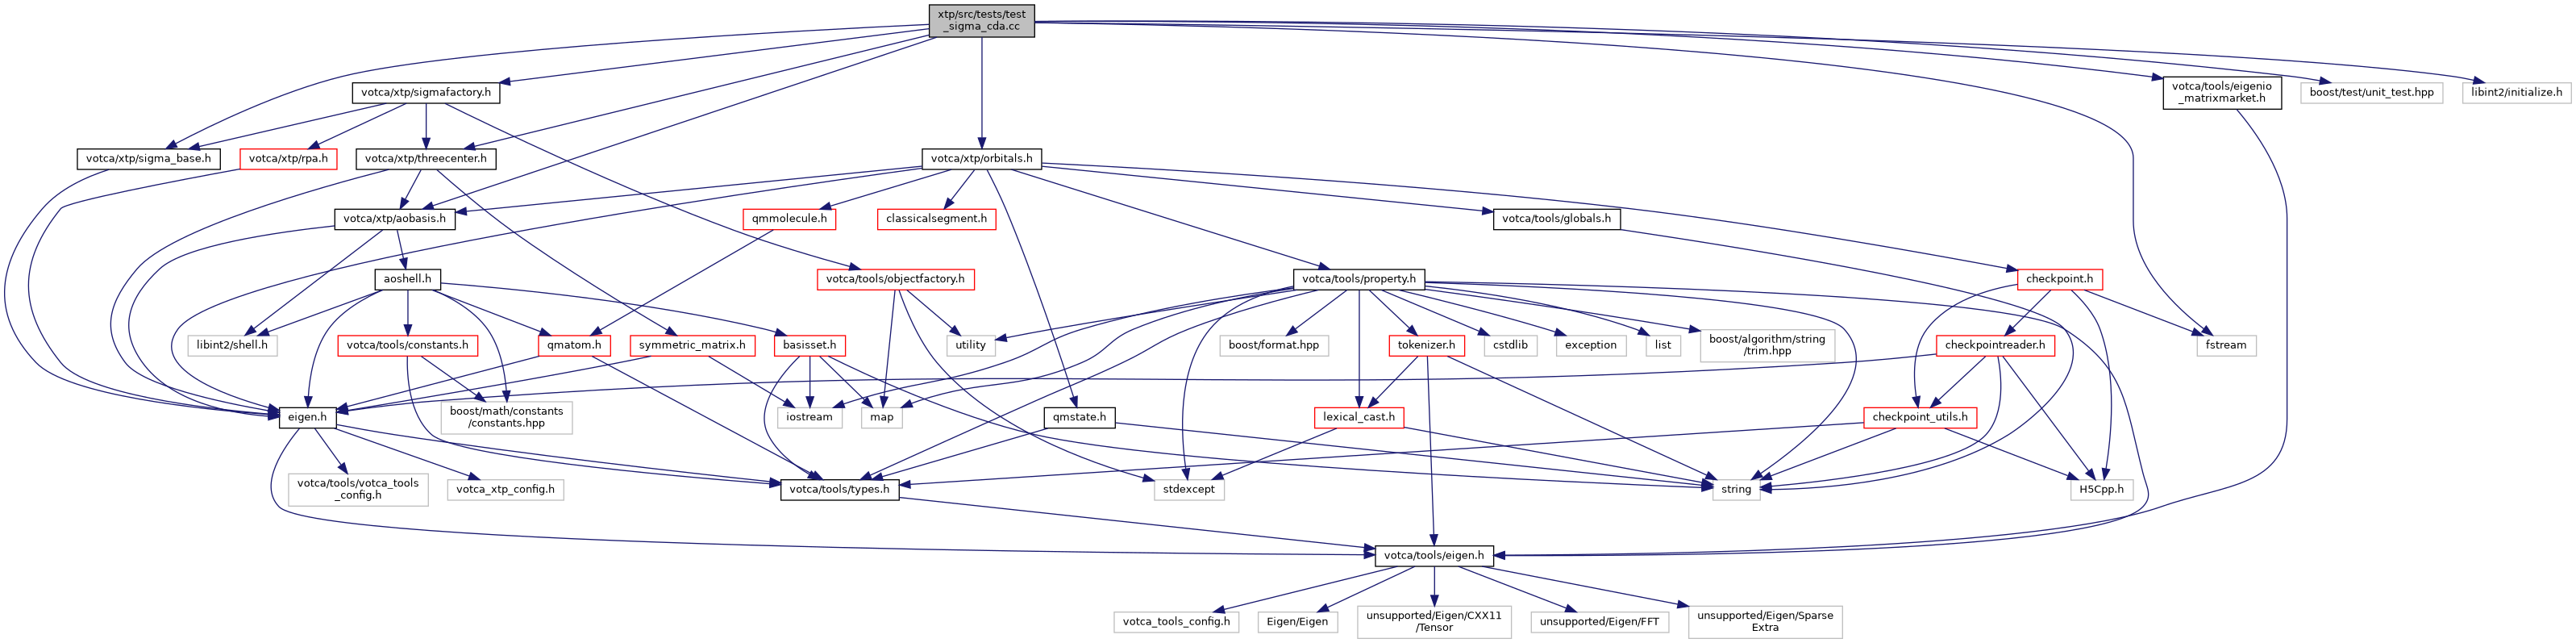 xtp/src/tests/test
_sigma_cda.cc
votca/xtp/sigmafactory.h
votca/tools/eigenio
_matrixmarket.h
boost/test/unit_test.hpp
libint2/initialize.h
votca/xtp/sigma_base.h
votca/xtp/rpa.h
votca/xtp/threecenter.h
votca/xtp/orbitals.h
votca/xtp/aobasis.h
qmmolecule.h
classicalsegment.h
votca/tools/globals.h
aoshell.h
votca/tools/objectfactory.h
votca/tools/property.h
checkpoint.h
libint2/shell.h
votca/tools/constants.h
qmatom.h
symmetric_matrix.h
basisset.h
utility
boost/format.hpp
tokenizer.h
cstdlib
exception
list
boost/algorithm/string
/trim.hpp
checkpointreader.h
fstream
eigen.h
boost/math/constants
/constants.hpp
iostream
map
qmstate.h
lexical_cast.h
checkpoint_utils.h
votca/tools/votca_tools
_config.h
votca_xtp_config.h
votca/tools/types.h
stdexcept
string
H5Cpp.h
votca/tools/eigen.h
votca_tools_config.h
Eigen/Eigen
unsupported/Eigen/CXX11
/Tensor
unsupported/Eigen/FFT
unsupported/Eigen/Sparse
Extra